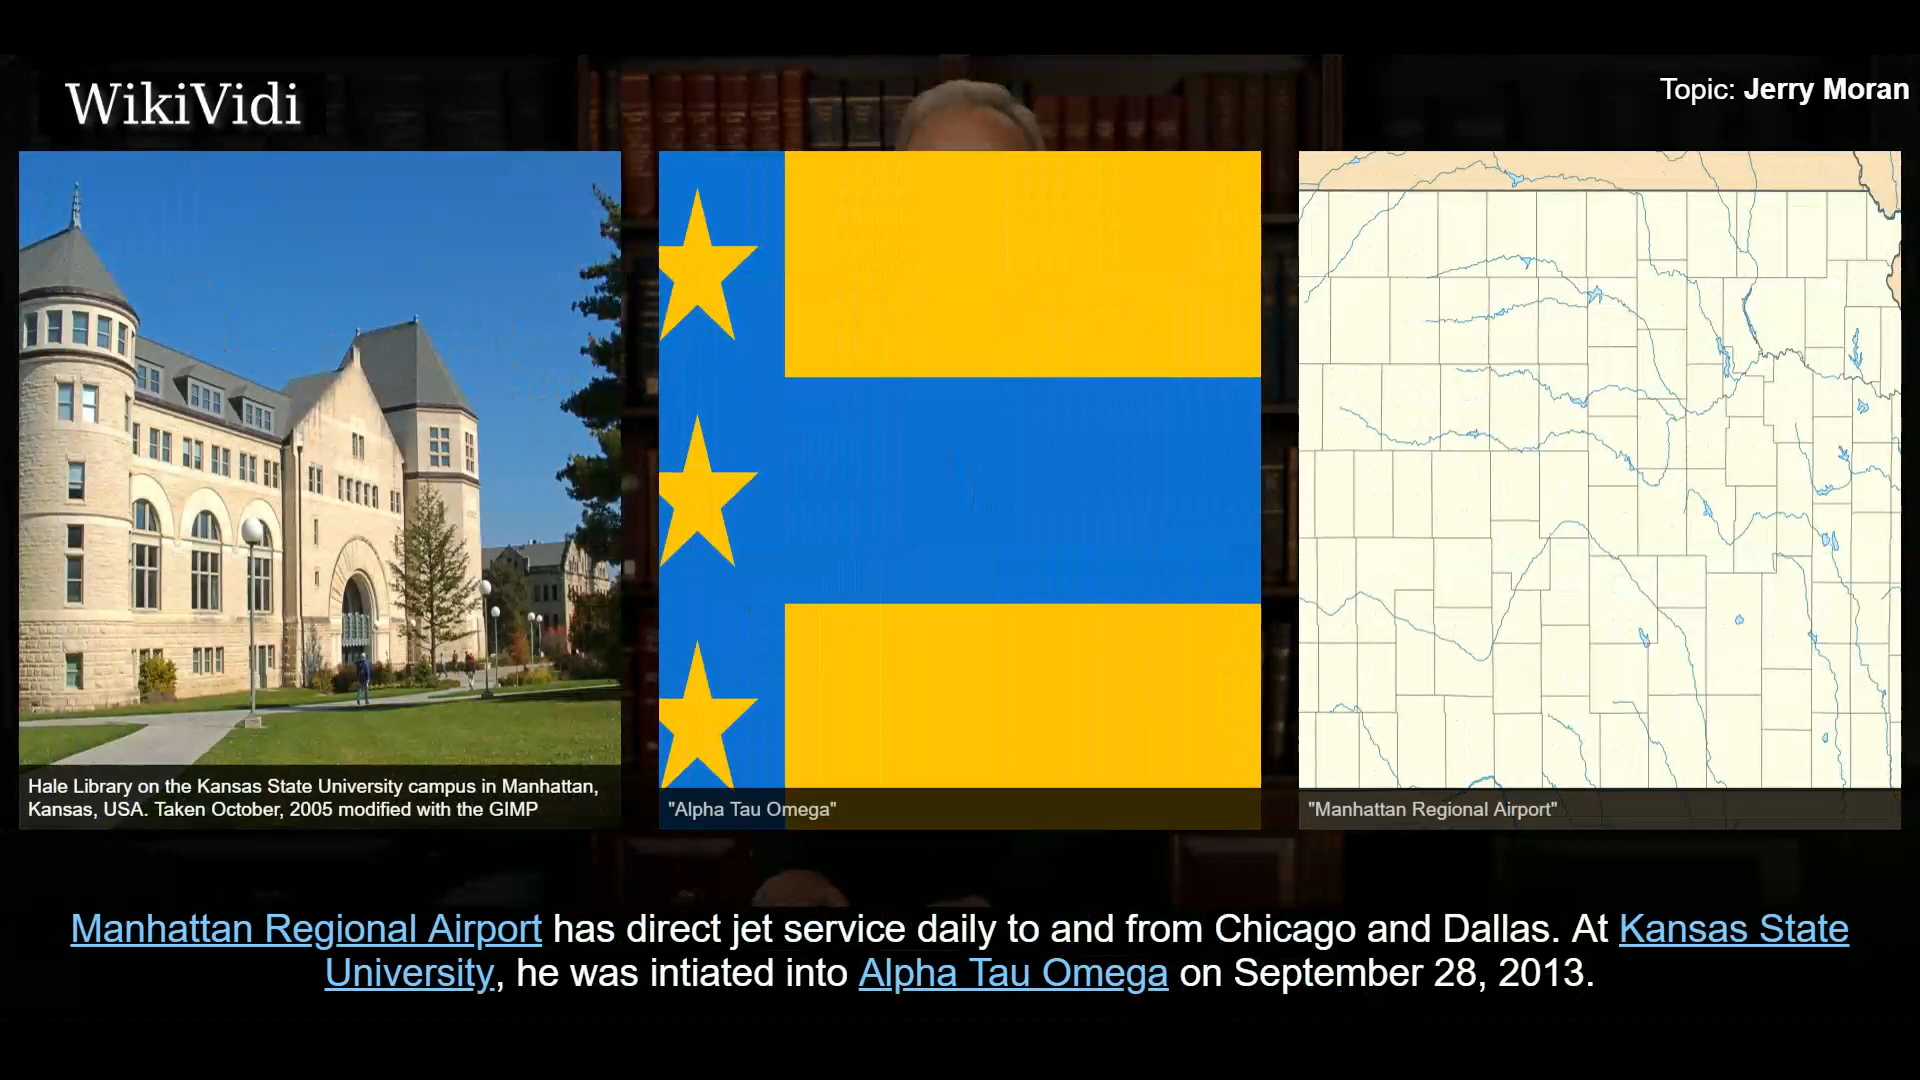 WikiVidi
Topic: Jerry Moran
Hale Library on the Kansas State University campus in Manhattan,
Kansas, USA. Taken October, 2005 modified with the GIMP
"Alpha Tau Omega"
"Manhattan Regional Airport"
Manhattan Regional Airport has direct jet service daily to and from Chicago and Dallas. At Kansas State
University, he was intiated into Alpha Tau Omega on September 28, 2013.